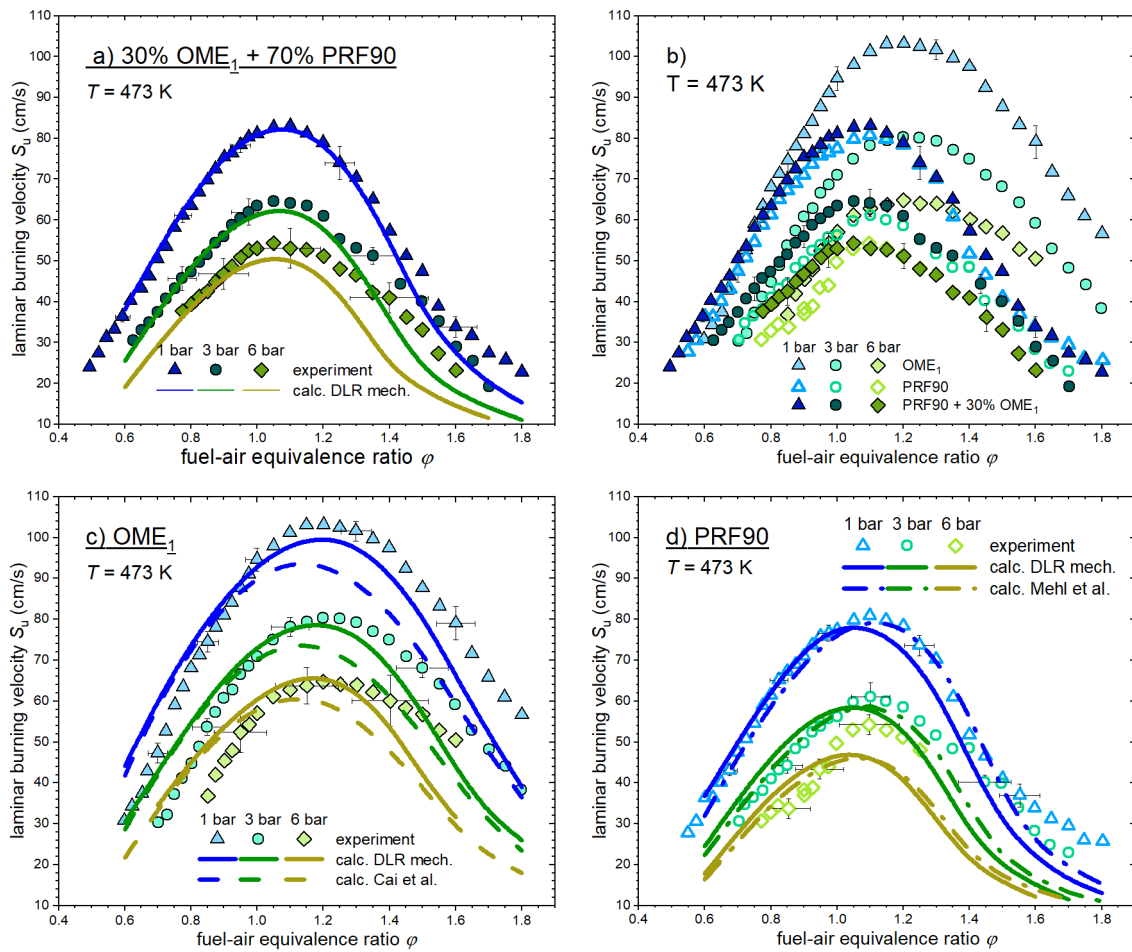 a) 30% OME1 + 70% PRF90
T = 473 K
110
100
90
80
70
60
50
40
30
20
10
laminar burning velocity Su (cm/s)
1 bar 3 bar 6 bar
experiment
calc. DLR mech.
0.4 0.6 0.8 1.0 1.2 1.4 1.6 1.8
fuel-air equivalence ratio φ
b)
T = 473 K
110
100
90
80
70
60
50
40
30
20
10
laminar burning velocity Su (cm/s)
1 bar 3 bar 6 bar
OME1
PRF90
PRF90 + 30% OME1
0.4 0.6 0.8 1.0 1.2 1.4 1.6 1.8
fuel-air equivalence ratio φ
c) OME1
T = 473 K
110
100
90
80
70
60
50
40
30
20
10
laminar burning velocity Su (cm/s)
1 bar 3 bar 6 bar
experiment
calc. DLR mech.
calc. Cai et al.
0.4 0.6 0.8 1.0 1.2 1.4 1.6 1.8
fuel-air equivalence ratio φ
d) PRF90
T = 473 K
110
100
90
80
70
60
50
40
30
20
10
laminar burning velocity Su (cm/s)
1 bar 3 bar 6 bar
experiment
calc. DLR mech.
calc. Mehl et al.
0.4 0.6 0.8 1.0 1.2 1.4 1.6 1.8
fuel-air equivalence ratio φ